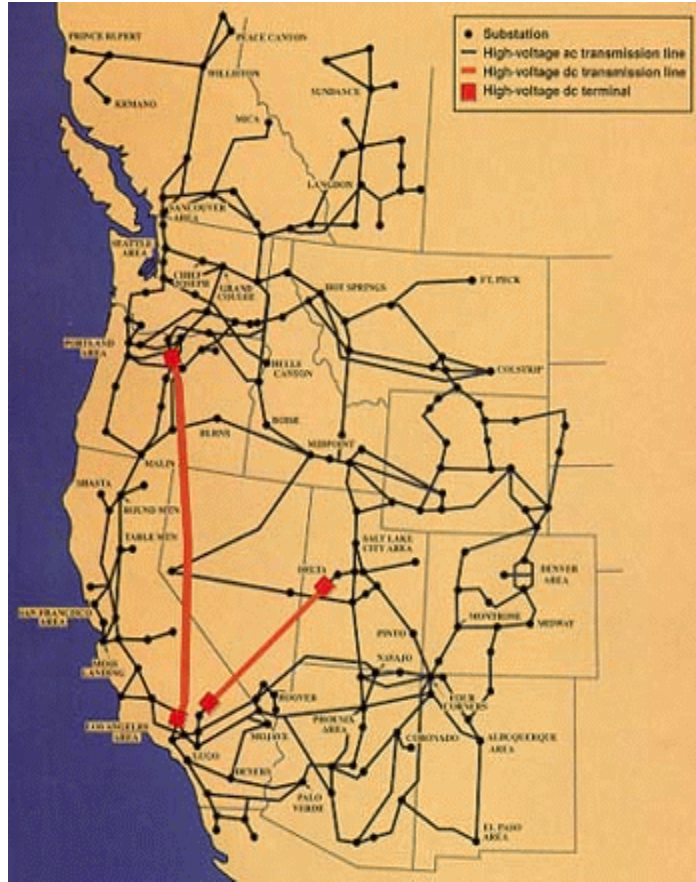 Substation
High-voltage ac transmission line
High-voltage dc transmission line
High-voltage dc terminal
PRINCE RUPERT
PEACE CANYON
WILLISTON
KEMANO
SUNDANCE
MICA
LANGDON
VANCOUVER
AREA
SEATTLE
AREA
CHIEF
JOSEPH
GRAND
COULEE
HOT SPRINGS
FT. PECK
PORTLAND
AREA
HELLS
CANYON
COLSTRIP
BURNS
BOISE
MIDPOINT
MALIN
SHASTA
ROUND MTN
TABLE MTN
SALT LAKE
CITY AREA
DELTA
DENVER
AREA
SAN FRANCISCO
AREA
MONTROSE
MIDWAY
PINTO
MOSS
LANDING
NAVAJO
HOOVER
FOUR
CORNERS
LOS ANGELES
AREA
PHOENIX
AREA
MOJAVE
CORONADO
ALBUQUERQUE
AREA
LUGO
DEVERS
PALO
VERDE
EL PASO
AREA